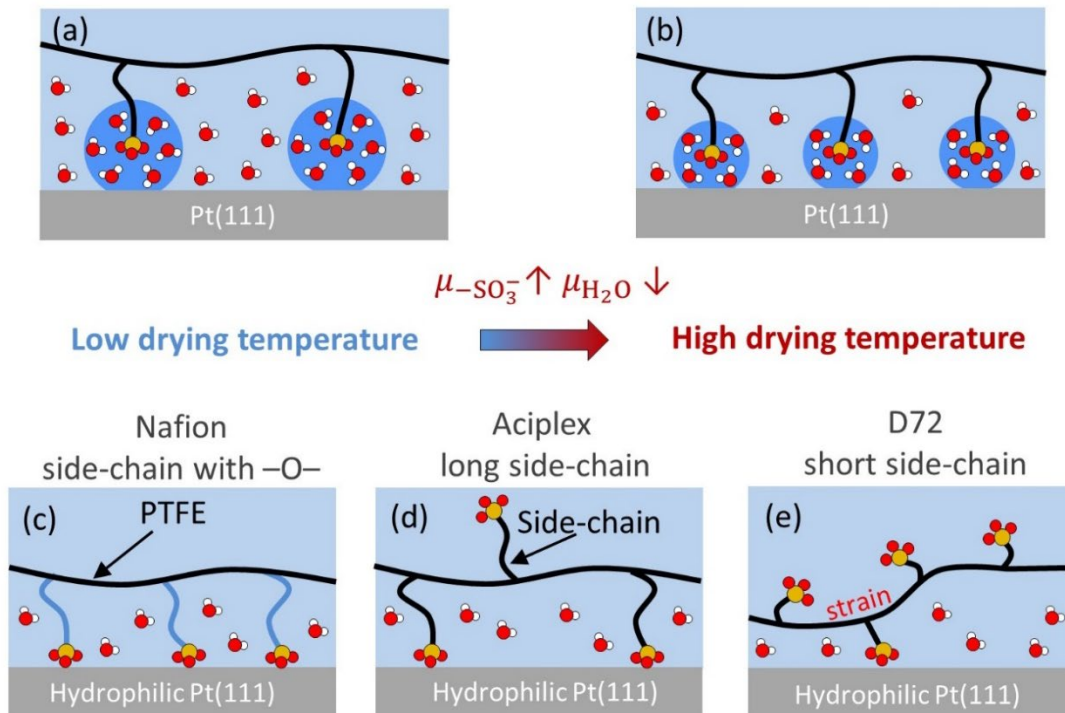 (a)
Pt(111)
(b)
Pt(111)
μ–SO₃⁻ ↑ μH₂O ↓
Low drying temperature
High drying temperature
Nafion
side-chain with –O–
Aciplex
long side-chain
D72
short side-chain
(c)
PTFE
Hydrophilic Pt(111)
(d)
Side-chain
Hydrophilic Pt(111)
(e)
strain
Hydrophilic Pt(111)